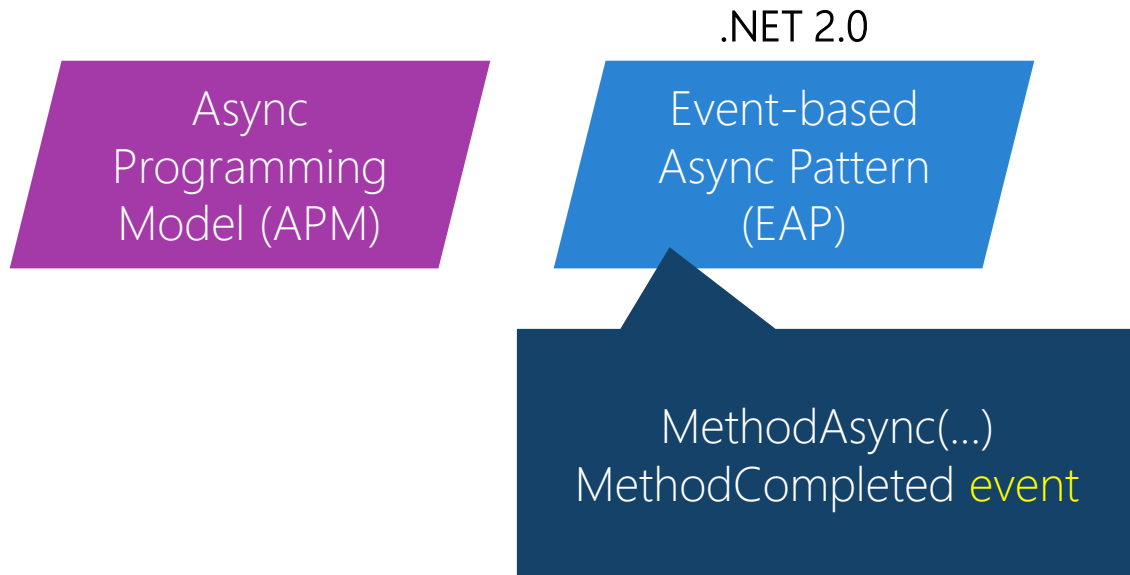 .NET 2.0
Async
Programming
Model (APM)
Event-based
Async Pattern
(EAP)
MethodAsync(…)
MethodCompleted event